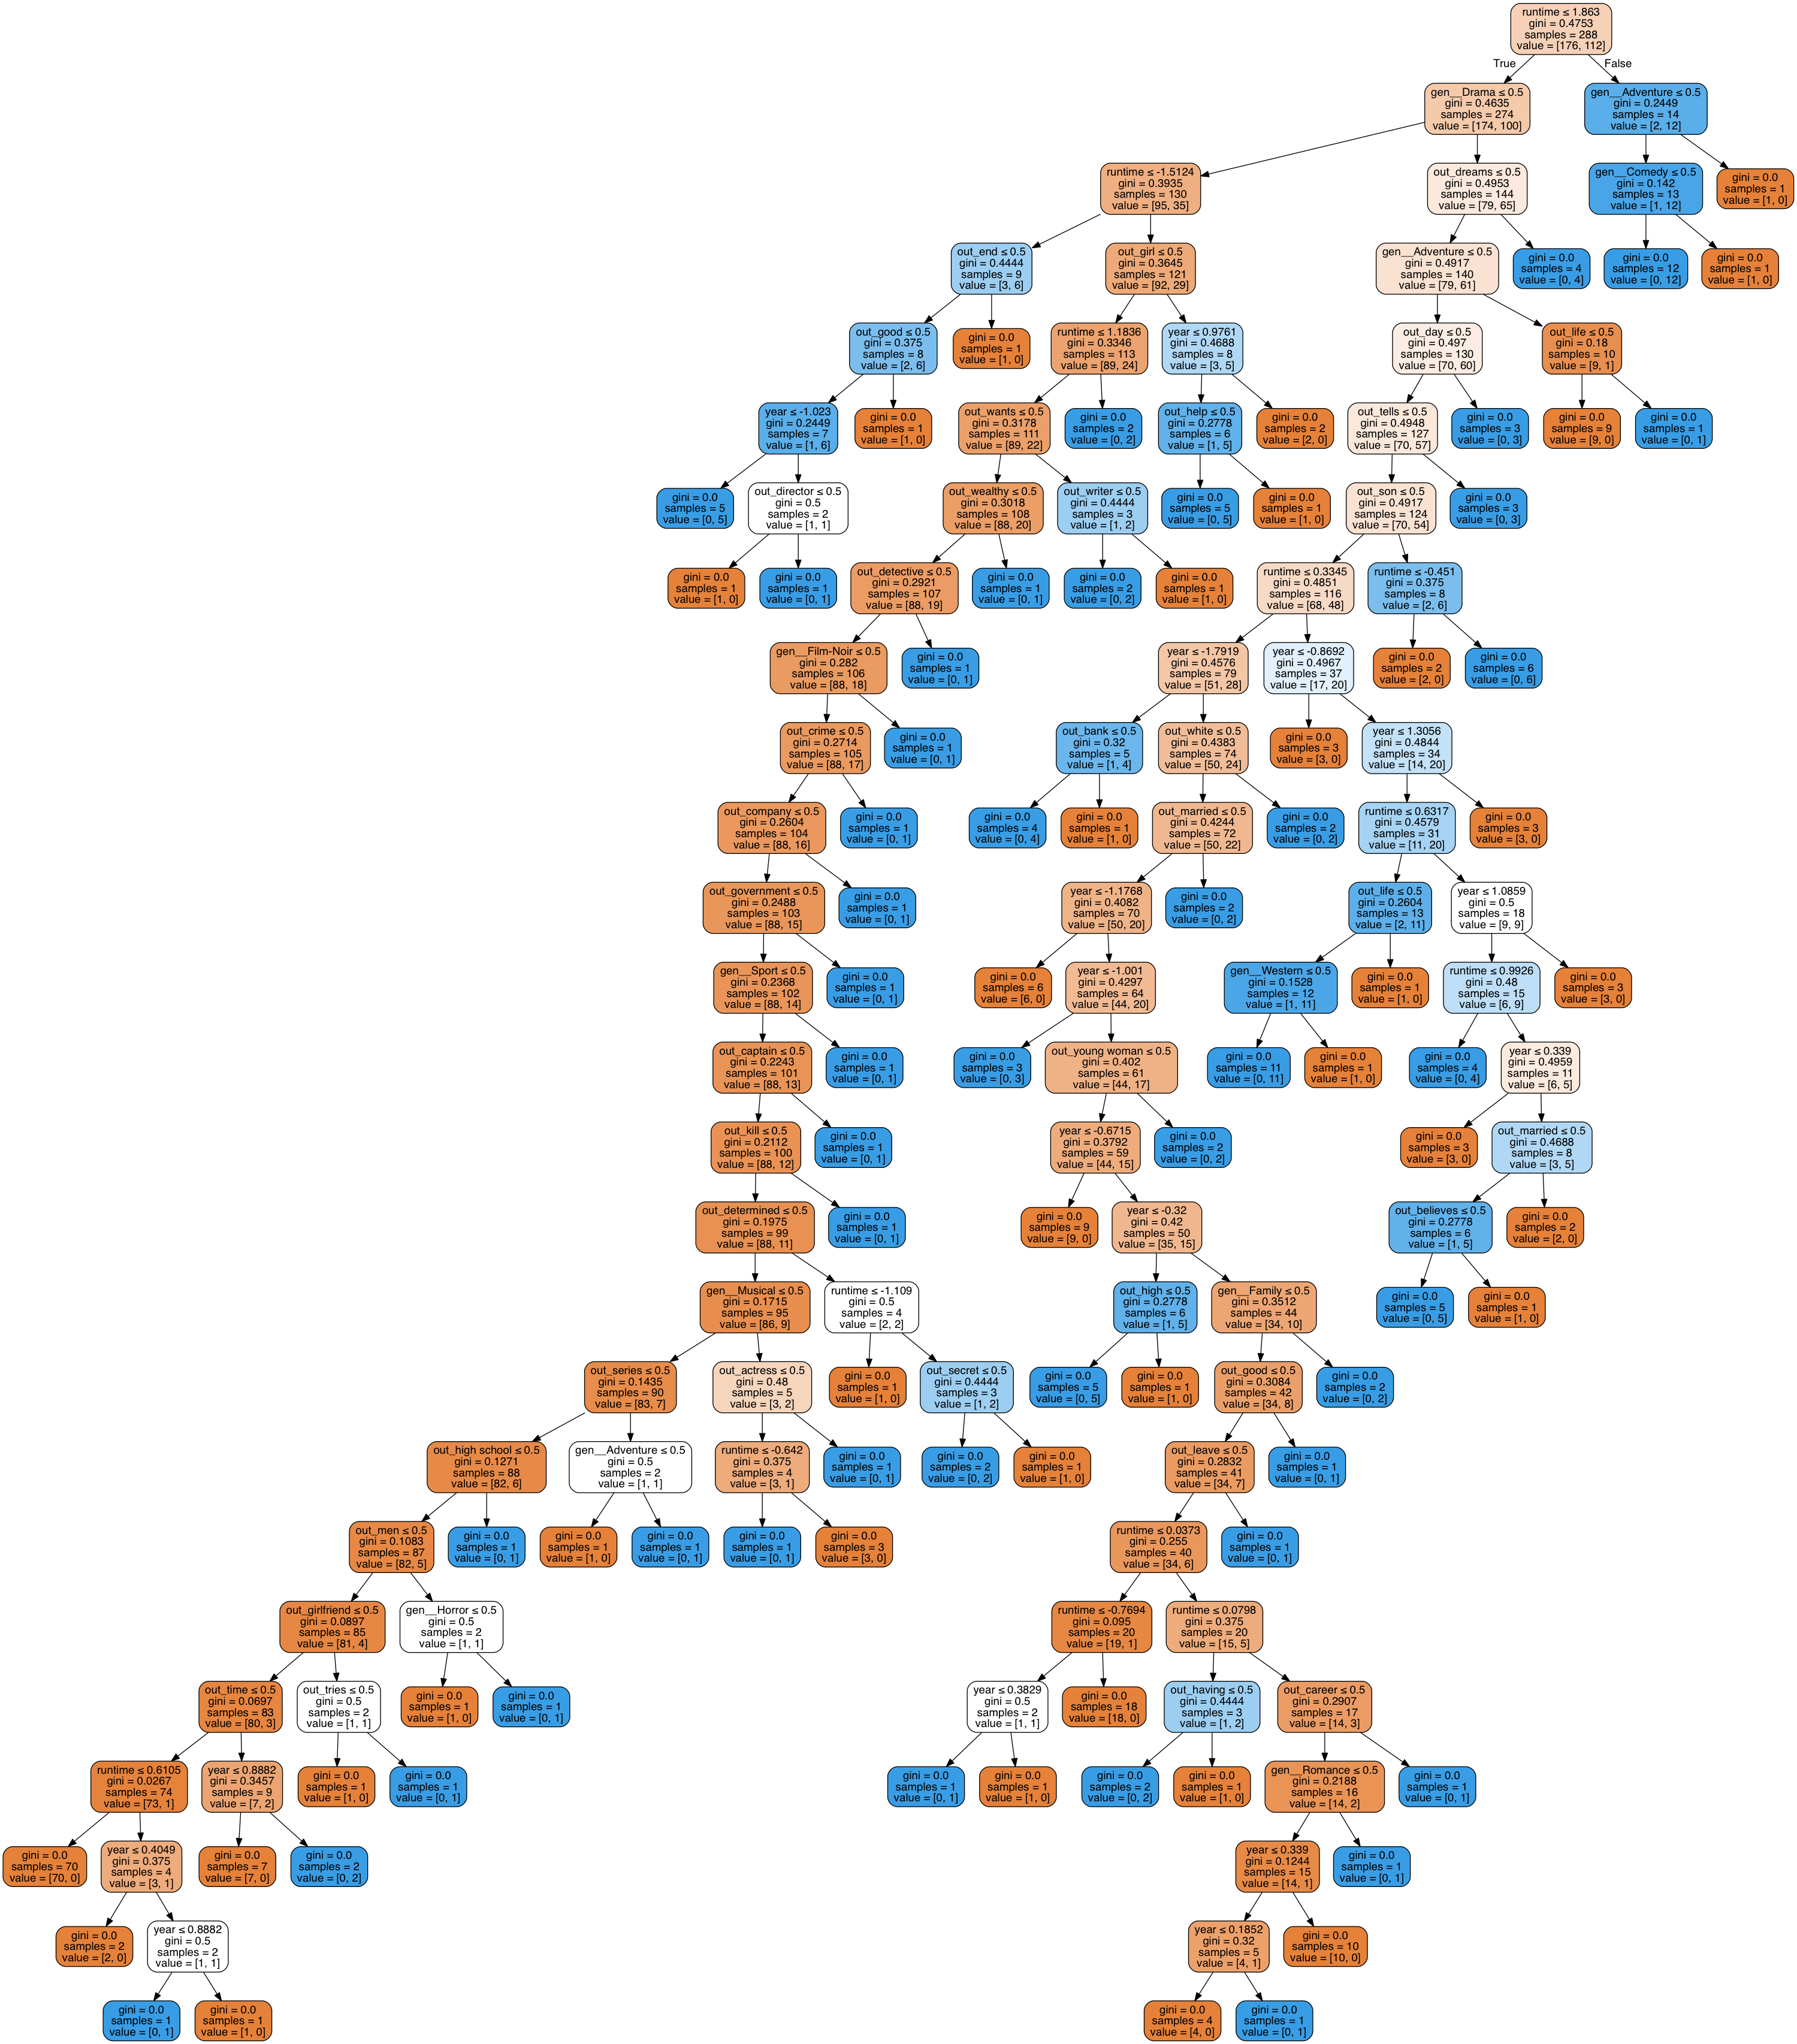 runtime ≤ 1.863
gini = 0.4753
samples = 288
value = [176, 112]
True
False
gen__Drama ≤ 0.5
gini = 0.4635
samples = 274
value = [174, 100]
gen__Adventure ≤ 0.5
gini = 0.2449
samples = 14
value = [2, 12]
runtime ≤ -1.5124
gini = 0.3935
samples = 130
value = [95, 35]
out_dreams ≤ 0.5
gini = 0.4953
samples = 144
value = [79, 65]
gen__Comedy ≤ 0.5
gini = 0.142
samples = 13
value = [1, 12]
gini = 0.0
samples = 1
value = [1, 0]
out_end ≤ 0.5
gini = 0.4444
samples = 9
value = [3, 6]
out_girl ≤ 0.5
gini = 0.3645
samples = 121
value = [92, 29]
gen__Adventure ≤ 0.5
gini = 0.4917
samples = 140
value = [79, 61]
gini = 0.0
samples = 4
value = [0, 4]
gini = 0.0
samples = 12
value = [0, 12]
gini = 0.0
samples = 1
value = [1, 0]
out_good ≤ 0.5
gini = 0.375
samples = 8
value = [2, 6]
gini = 0.0
samples = 1
value = [1, 0]
runtime ≤ 1.1836
gini = 0.3346
samples = 113
value = [89, 24]
year ≤ 0.9761
gini = 0.4688
samples = 8
value = [3, 5]
out_day ≤ 0.5
gini = 0.497
samples = 130
value = [70, 60]
out_life ≤ 0.5
gini = 0.18
samples = 10
value = [9, 1]
year ≤ -1.023
gini = 0.2449
samples = 7
value = [1, 6]
gini = 0.0
samples = 1
value = [1, 0]
out_wants ≤ 0.5
gini = 0.3178
samples = 111
value = [89, 22]
gini = 0.0
samples = 2
value = [0, 2]
out_help ≤ 0.5
gini = 0.2778
samples = 6
value = [1, 5]
gini = 0.0
samples = 2
value = [2, 0]
out_tells ≤ 0.5
gini = 0.4948
samples = 127
value = [70, 57]
gini = 0.0
samples = 3
value = [0, 3]
gini = 0.0
samples = 9
value = [9, 0]
gini = 0.0
samples = 1
value = [0, 1]
gini = 0.0
samples = 5
value = [0, 5]
out_director ≤ 0.5
gini = 0.5
samples = 2
value = [1, 1]
out_wealthy ≤ 0.5
gini = 0.3018
samples = 108
value = [88, 20]
out_writer ≤ 0.5
gini = 0.4444
samples = 3
value = [1, 2]
gini = 0.0
samples = 5
value = [0, 5]
gini = 0.0
samples = 1
value = [1, 0]
out_son ≤ 0.5
gini = 0.4917
samples = 124
value = [70, 54]
gini = 0.0
samples = 3
value = [0, 3]
gini = 0.0
samples = 1
value = [1, 0]
gini = 0.0
samples = 1
value = [0, 1]
out_detective ≤ 0.5
gini = 0.2921
samples = 107
value = [88, 19]
gini = 0.0
samples = 1
value = [0, 1]
gini = 0.0
samples = 2
value = [0, 2]
gini = 0.0
samples = 1
value = [1, 0]
runtime ≤ 0.3345
gini = 0.4851
samples = 116
value = [68, 48]
runtime ≤ -0.451
gini = 0.375
samples = 8
value = [2, 6]
gen__Film-Noir ≤ 0.5
gini = 0.282
samples = 106
value = [88, 18]
gini = 0.0
samples = 1
value = [0, 1]
year ≤ -1.7919
gini = 0.4576
samples = 79
value = [51, 28]
year ≤ -0.8692
gini = 0.4967
samples = 37
value = [17, 20]
gini = 0.0
samples = 2
value = [2, 0]
gini = 0.0
samples = 6
value = [0, 6]
out_crime ≤ 0.5
gini = 0.2714
samples = 105
value = [88, 17]
gini = 0.0
samples = 1
value = [0, 1]
out_bank ≤ 0.5
gini = 0.32
samples = 5
value = [1, 4]
out_white ≤ 0.5
gini = 0.4383
samples = 74
value = [50, 24]
gini = 0.0
samples = 3
value = [3, 0]
year ≤ 1.3056
gini = 0.4844
samples = 34
value = [14, 20]
out_company ≤ 0.5
gini = 0.2604
samples = 104
value = [88, 16]
gini = 0.0
samples = 1
value = [0, 1]
gini = 0.0
samples = 4
value = [0, 4]
gini = 0.0
samples = 1
value = [1, 0]
out_married ≤ 0.5
gini = 0.4244
samples = 72
value = [50, 22]
gini = 0.0
samples = 2
value = [0, 2]
runtime ≤ 0.6317
gini = 0.4579
samples = 31
value = [11, 20]
gini = 0.0
samples = 3
value = [3, 0]
out_government ≤ 0.5
gini = 0.2488
samples = 103
value = [88, 15]
gini = 0.0
samples = 1
value = [0, 1]
year ≤ -1.1768
gini = 0.4082
samples = 70
value = [50, 20]
gini = 0.0
samples = 2
value = [0, 2]
out_life ≤ 0.5
gini = 0.2604
samples = 13
value = [2, 11]
year ≤ 1.0859
gini = 0.5
samples = 18
value = [9, 9]
gen__Sport ≤ 0.5
gini = 0.2368
samples = 102
value = [88, 14]
gini = 0.0
samples = 1
value = [0, 1]
gini = 0.0
samples = 6
value = [6, 0]
year ≤ -1.001
gini = 0.4297
samples = 64
value = [44, 20]
gen__Western ≤ 0.5
gini = 0.1528
samples = 12
value = [1, 11]
gini = 0.0
samples = 1
value = [1, 0]
runtime ≤ 0.9926
gini = 0.48
samples = 15
value = [6, 9]
gini = 0.0
samples = 3
value = [3, 0]
out_captain ≤ 0.5
gini = 0.2243
samples = 101
value = [88, 13]
gini = 0.0
samples = 1
value = [0, 1]
gini = 0.0
samples = 3
value = [0, 3]
out_young woman ≤ 0.5
gini = 0.402
samples = 61
value = [44, 17]
gini = 0.0
samples = 11
value = [0, 11]
gini = 0.0
samples = 1
value = [1, 0]
gini = 0.0
samples = 4
value = [0, 4]
year ≤ 0.339
gini = 0.4959
samples = 11
value = [6, 5]
out_kill ≤ 0.5
gini = 0.2112
samples = 100
value = [88, 12]
gini = 0.0
samples = 1
value = [0, 1]
year ≤ -0.6715
gini = 0.3792
samples = 59
value = [44, 15]
gini = 0.0
samples = 2
value = [0, 2]
gini = 0.0
samples = 3
value = [3, 0]
out_married ≤ 0.5
gini = 0.4688
samples = 8
value = [3, 5]
out_determined ≤ 0.5
gini = 0.1975
samples = 99
value = [88, 11]
gini = 0.0
samples = 1
value = [0, 1]
gini = 0.0
samples = 9
value = [9, 0]
year ≤ -0.32
gini = 0.42
samples = 50
value = [35, 15]
out_believes ≤ 0.5
gini = 0.2778
samples = 6
value = [1, 5]
gini = 0.0
samples = 2
value = [2, 0]
gen__Musical ≤ 0.5
gini = 0.1715
samples = 95
value = [86, 9]
runtime ≤ -1.109
gini = 0.5
samples = 4
value = [2, 2]
out_high ≤ 0.5
gini = 0.2778
samples = 6
value = [1, 5]
gen__Family ≤ 0.5
gini = 0.3512
samples = 44
value = [34, 10]
gini = 0.0
samples = 5
value = [0, 5]
gini = 0.0
samples = 1
value = [1, 0]
out_series ≤ 0.5
gini = 0.1435
samples = 90
value = [83, 7]
out_actress ≤ 0.5
gini = 0.48
samples = 5
value = [3, 2]
gini = 0.0
samples = 1
value = [1, 0]
out_secret ≤ 0.5
gini = 0.4444
samples = 3
value = [1, 2]
gini = 0.0
samples = 5
value = [0, 5]
gini = 0.0
samples = 1
value = [1, 0]
out_good ≤ 0.5
gini = 0.3084
samples = 42
value = [34, 8]
gini = 0.0
samples = 2
value = [0, 2]
out_high school ≤ 0.5
gini = 0.1271
samples = 88
value = [82, 6]
gen__Adventure ≤ 0.5
gini = 0.5
samples = 2
value = [1, 1]
runtime ≤ -0.642
gini = 0.375
samples = 4
value = [3, 1]
gini = 0.0
samples = 1
value = [0, 1]
gini = 0.0
samples = 2
value = [0, 2]
gini = 0.0
samples = 1
value = [1, 0]
out_leave ≤ 0.5
gini = 0.2832
samples = 41
value = [34, 7]
gini = 0.0
samples = 1
value = [0, 1]
out_men ≤ 0.5
gini = 0.1083
samples = 87
value = [82, 5]
gini = 0.0
samples = 1
value = [0, 1]
gini = 0.0
samples = 1
value = [1, 0]
gini = 0.0
samples = 1
value = [0, 1]
gini = 0.0
samples = 1
value = [0, 1]
gini = 0.0
samples = 3
value = [3, 0]
runtime ≤ 0.0373
gini = 0.255
samples = 40
value = [34, 6]
gini = 0.0
samples = 1
value = [0, 1]
out_girlfriend ≤ 0.5
gini = 0.0897
samples = 85
value = [81, 4]
gen__Horror ≤ 0.5
gini = 0.5
samples = 2
value = [1, 1]
runtime ≤ -0.7694
gini = 0.095
samples = 20
value = [19, 1]
runtime ≤ 0.0798
gini = 0.375
samples = 20
value = [15, 5]
out_time ≤ 0.5
gini = 0.0697
samples = 83
value = [80, 3]
out_tries ≤ 0.5
gini = 0.5
samples = 2
value = [1, 1]
gini = 0.0
samples = 1
value = [1, 0]
gini = 0.0
samples = 1
value = [0, 1]
year ≤ 0.3829
gini = 0.5
samples = 2
value = [1, 1]
gini = 0.0
samples = 18
value = [18, 0]
out_having ≤ 0.5
gini = 0.4444
samples = 3
value = [1, 2]
out_career ≤ 0.5
gini = 0.2907
samples = 17
value = [14, 3]
runtime ≤ 0.6105
gini = 0.0267
samples = 74
value = [73, 1]
year ≤ 0.8882
gini = 0.3457
samples = 9
value = [7, 2]
gini = 0.0
samples = 1
value = [1, 0]
gini = 0.0
samples = 1
value = [0, 1]
gini = 0.0
samples = 1
value = [0, 1]
gini = 0.0
samples = 1
value = [1, 0]
gini = 0.0
samples = 2
value = [0, 2]
gini = 0.0
samples = 1
value = [1, 0]
gen__Romance ≤ 0.5
gini = 0.2188
samples = 16
value = [14, 2]
gini = 0.0
samples = 1
value = [0, 1]
gini = 0.0
samples = 70
value = [70, 0]
year ≤ 0.4049
gini = 0.375
samples = 4
value = [3, 1]
gini = 0.0
samples = 7
value = [7, 0]
gini = 0.0
samples = 2
value = [0, 2]
year ≤ 0.339
gini = 0.1244
samples = 15
value = [14, 1]
gini = 0.0
samples = 1
value = [0, 1]
gini = 0.0
samples = 2
value = [2, 0]
year ≤ 0.8882
gini = 0.5
samples = 2
value = [1, 1]
year ≤ 0.1852
gini = 0.32
samples = 5
value = [4, 1]
gini = 0.0
samples = 10
value = [10, 0]
gini = 0.0
samples = 1
value = [0, 1]
gini = 0.0
samples = 1
value = [1, 0]
gini = 0.0
samples = 4
value = [4, 0]
gini = 0.0
samples = 1
value = [0, 1]